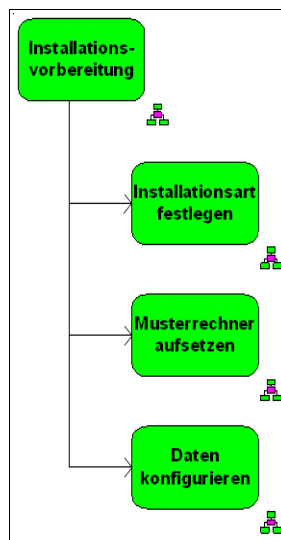 Installations-
vorbereitung
Installationsart
festlegen
Musterrechner
aufsetzen
Daten
konfigurieren